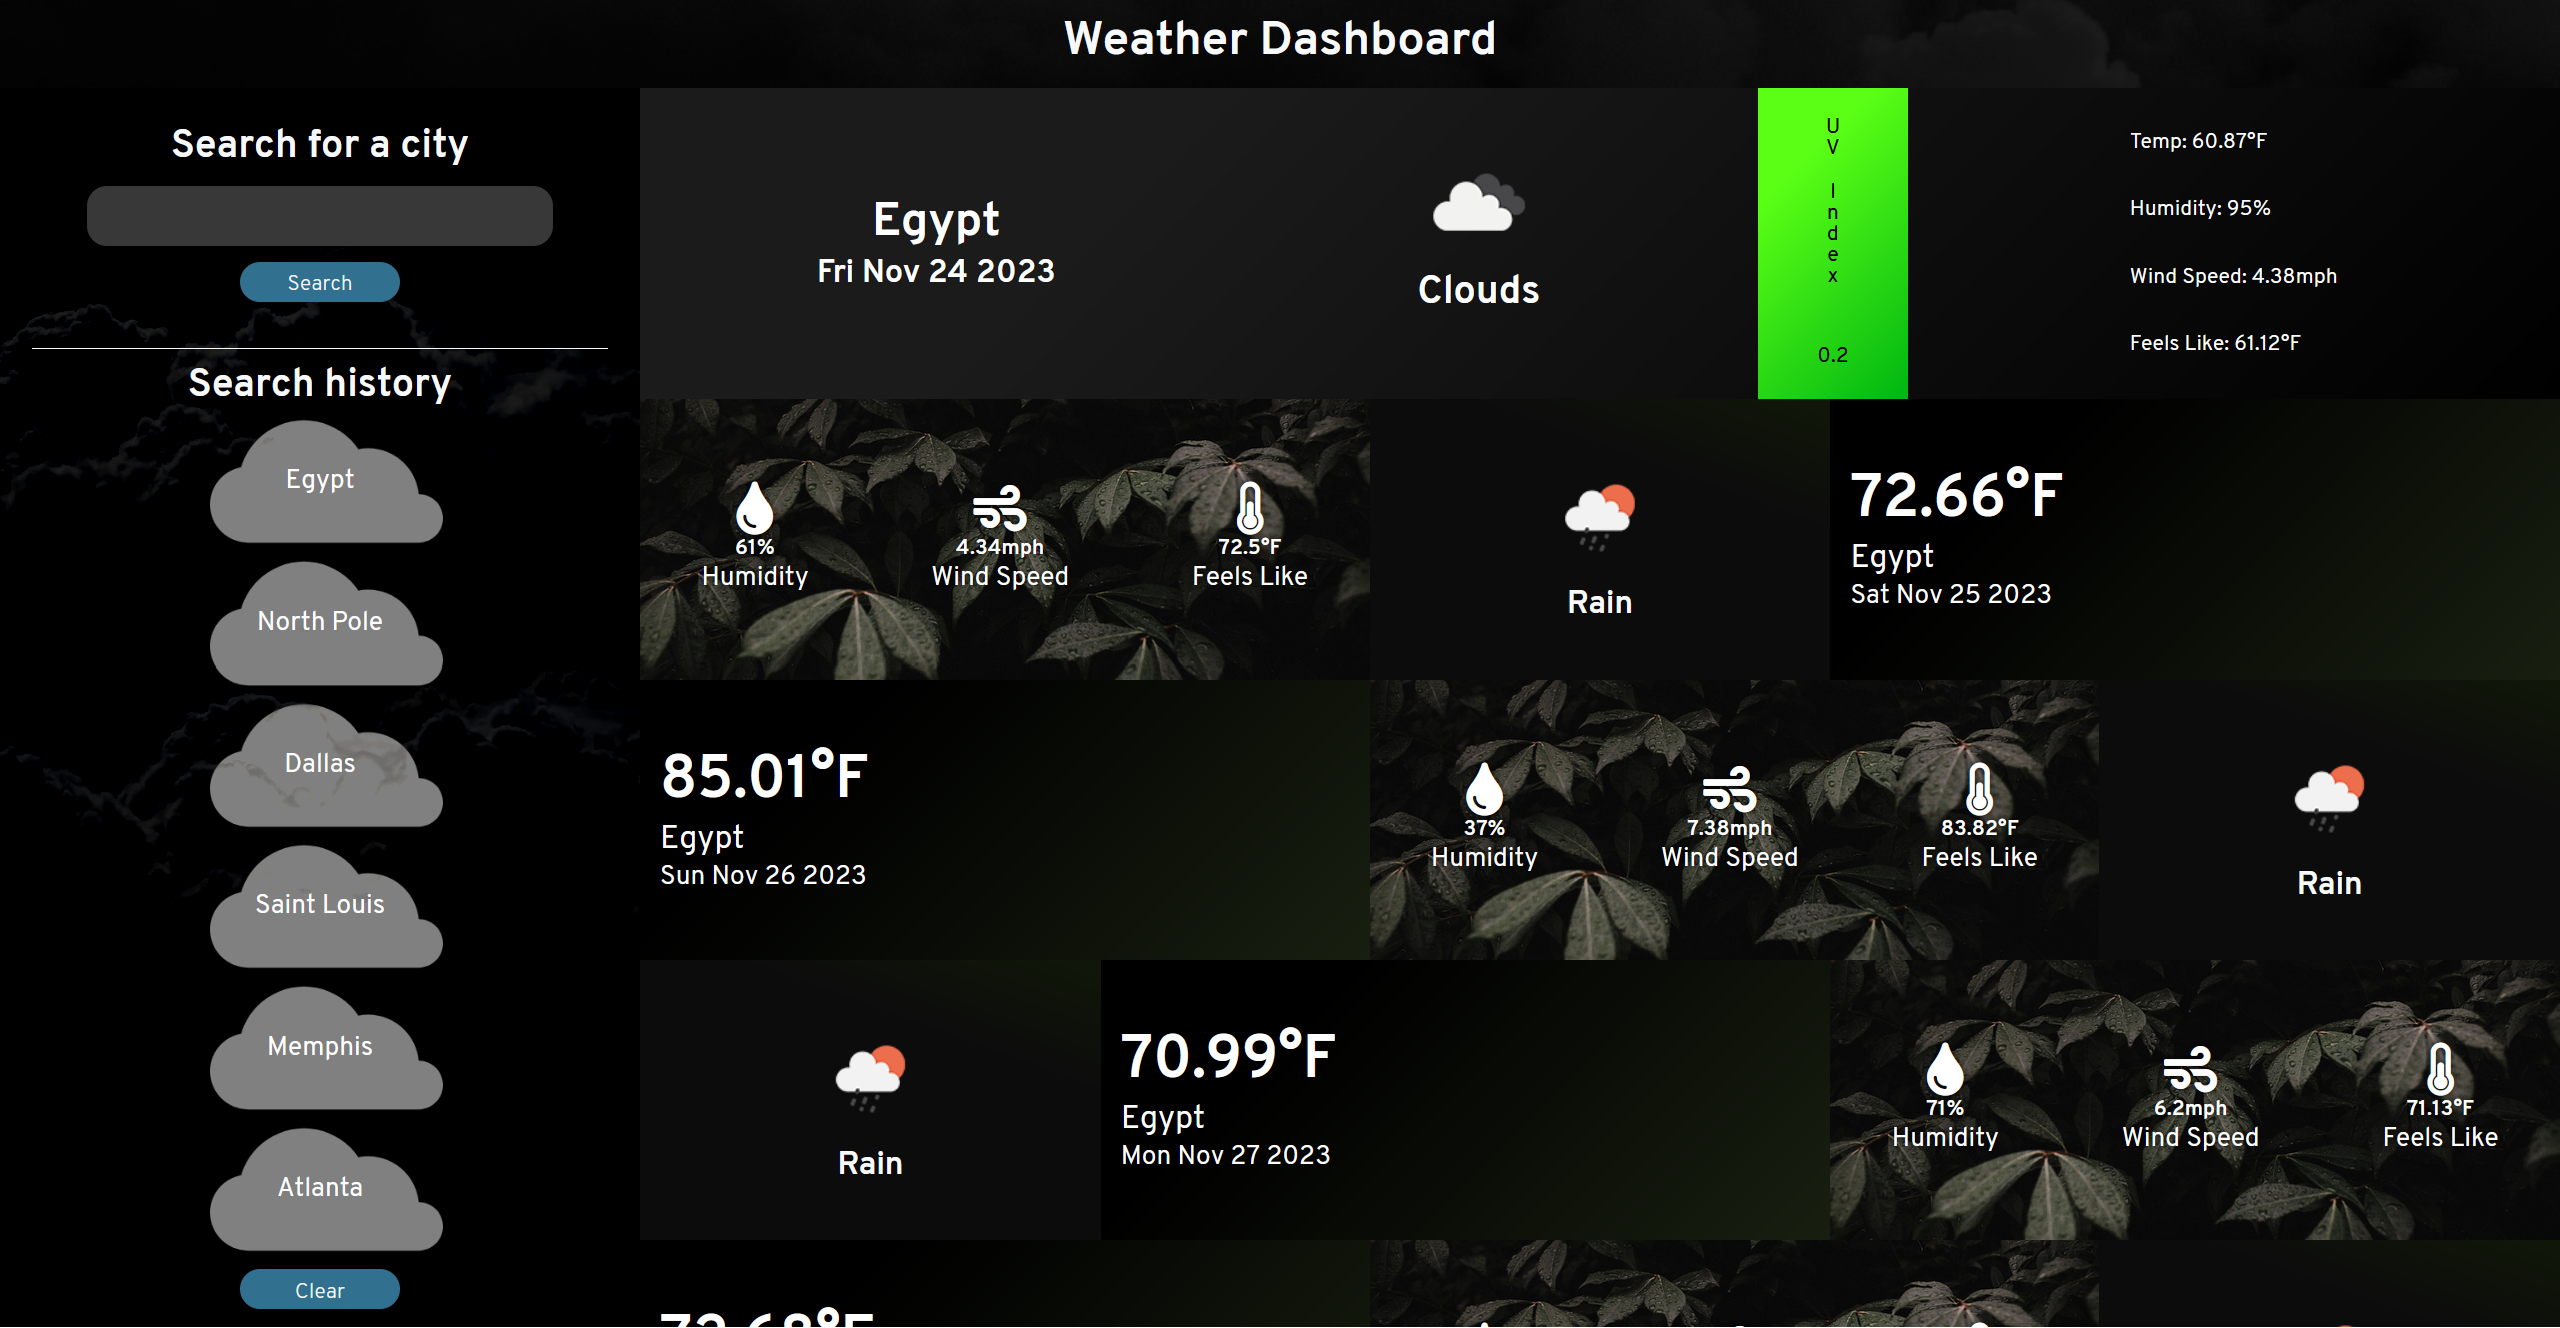 Weather Dashboard
Search for a city
Search
Search history
Egypt
North Pole
Dallas
Saint Louis
Memphis
Atlanta
Clear
Egypt
Fri Nov 24 2023
Clouds
UV Index
0.2
Temp: 60.87°F
Humidity: 95%
Wind Speed: 4.38mph
Feels Like: 61.12°F
61%
Humidity
4.34mph
Wind Speed
72.5°F
Feels Like
Rain
72.66°F
Egypt
Sat Nov 25 2023
85.01°F
Egypt
Sun Nov 26 2023
37%
Humidity
7.38mph
Wind Speed
83.82°F
Feels Like
Rain
Rain
70.99°F
Egypt
Mon Nov 27 2023
71%
Humidity
6.2mph
Wind Speed
71.13°F
Feels Like